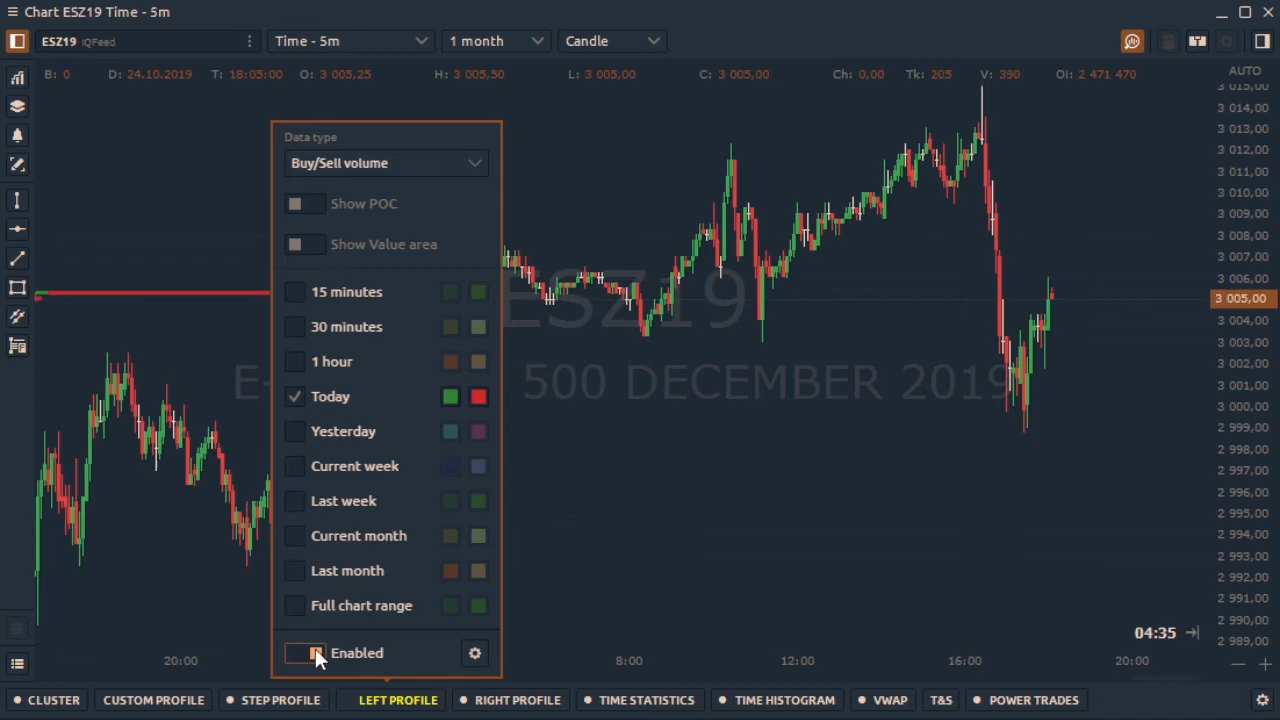 Chart ESZ19 Time - 5m
ESZ19 IQFeed
Time - 5m
1 month
Candle
B: 0 D: 24.10.2019 T: 18:05:00 O: 3 005,25 H: 3 005,50 L: 3 005,00 C: 3 005,00 Ch: 0,00 Tk: 205 V: 390 Oi: 2 471 470
AUTO
3 015,00
3 014,00
3 013,00
3 012,00
3 011,00
3 010,00
3 009,00
3 008,00
3 007,00
3 006,00
3 005,00
3 004,00
3 003,00
3 002,00
3 001,00
3 000,00
2 999,00
2 998,00
2 997,00
2 996,00
2 995,00
2 994,00
2 993,00
2 992,00
2 991,00
2 990,00
2 989,00
ESZ19
E-
500 DECEMBER 2019
Data type
Buy/Sell volume
Show POC
Show Value area
15 minutes
30 minutes
1 hour
Today
Yesterday
Current week
Last week
Current month
Last month
Full chart range
Enabled
04:35
20:00 8:00 12:00 16:00 20:00
CLUSTER
CUSTOM PROFILE
STEP PROFILE
LEFT PROFILE
RIGHT PROFILE
TIME STATISTICS
TIME HISTOGRAM
VWAP
T&S
POWER TRADES